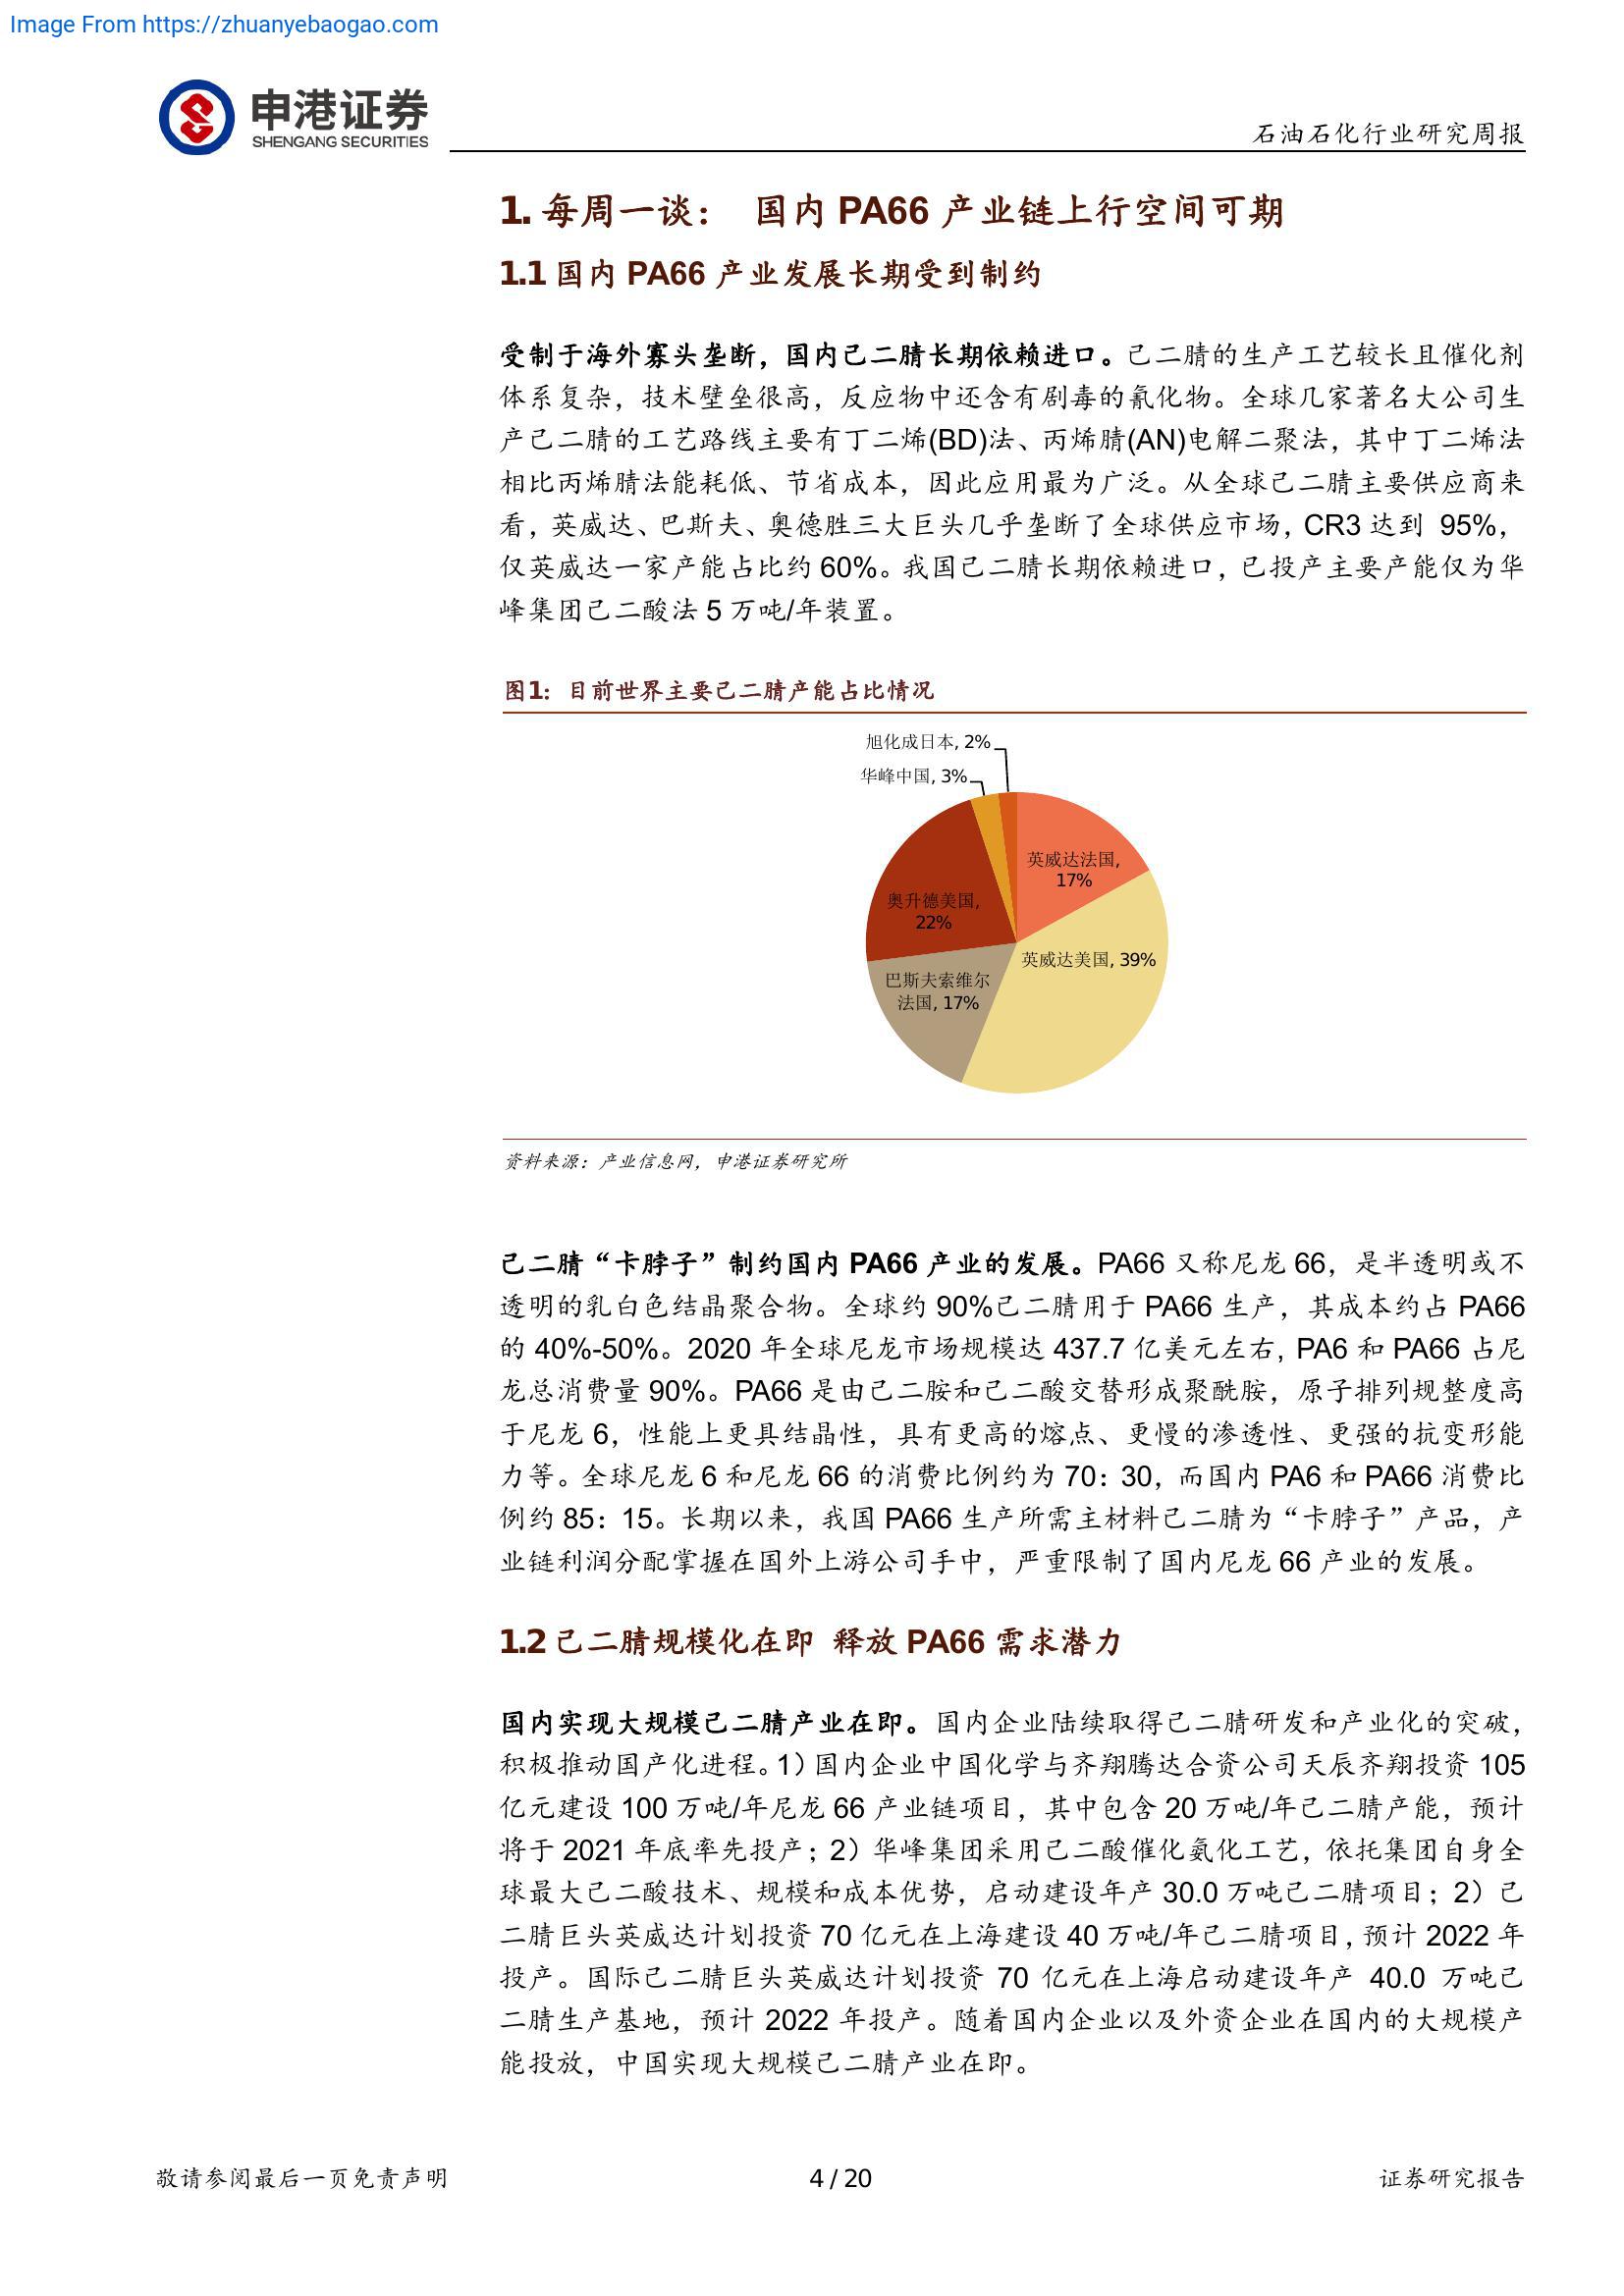 Image From https://zhuanyebaogao.com
申港证券
SHENGANG SECURITIES
石油石化行业研究周报
1. 每周一谈： 国内 PA66 产业链上行空间可期
1.1 国内 PA66 产业发展长期受到制约
受制于海外寡头垄断，国内己二腈长期依赖进口。己二腈的生产工艺较长且催化剂
体系复杂，技术壁垒很高，反应物中还含有剧毒的氰化物。全球几家著名大公司生
产己二腈的工艺路线主要有丁二烯(BD)法、丙烯腈(AN)电解二聚法，其中丁二烯法
相比丙烯腈法能耗低、节省成本，因此应用最为广泛。从全球己二腈主要供应商来
看，英威达、巴斯夫、奥德胜三大巨头几乎垄断了全球供应市场，CR3 达到 95%，
仅英威达一家产能占比约 60%。我国己二腈长期依赖进口，已投产主要产能仅为华
峰集团己二酸法 5 万吨/年装置。
图1： 目前世界主要己二腈产能占比情况
旭化成日本, 2%
华峰中国, 3%
英威达法国,
17%
奥升德美国,
22%
英威达美国, 39%
巴斯夫索维尔
法国, 17%
资料来源：产业信息网，申港证券研究所
己二腈“卡脖子”制约国内 PA66 产业的发展。PA66 又称尼龙 66，是半透明或不
透明的乳白色结晶聚合物。全球约 90%己二腈用于 PA66 生产，其成本约占 PA66
的 40%-50%。2020 年全球尼龙市场规模达 437.7 亿美元左右, PA6 和 PA66 占尼
龙总消费量 90%。PA66 是由己二胺和己二酸交替形成聚酰胺，原子排列规整度高
于尼龙 6，性能上更具结晶性，具有更高的熔点、更慢的渗透性、更强的抗变形能
力等。全球尼龙 6 和尼龙 66 的消费比例约为 70：30，而国内 PA6 和 PA66 消费比
例约 85：15。长期以来，我国 PA66 生产所需主材料己二腈为“卡脖子”产品，产
业链利润分配掌握在国外上游公司手中，严重限制了国内尼龙 66 产业的发展。
1.2 己二腈规模化在即 释放 PA66 需求潜力
国内实现大规模己二腈产业在即。国内企业陆续取得己二腈研发和产业化的突破，
积极推动国产化进程。1）国内企业中国化学与齐翔腾达合资公司天辰齐翔投资 105
亿元建设 100 万吨/年尼龙 66 产业链项目，其中包含 20 万吨/年己二腈产能，预计
将于 2021 年底率先投产；2）华峰集团采用己二酸催化氨化工艺，依托集团自身全
球最大己二酸技术、规模和成本优势，启动建设年产 30.0 万吨己二腈项目；2）己
二腈巨头英威达计划投资 70 亿元在上海建设 40 万吨/年己二腈项目, 预计 2022 年
投产。国际己二腈巨头英威达计划投资 70 亿元在上海启动建设年产 40.0 万吨己
二腈生产基地，预计 2022 年投产。随着国内企业以及外资企业在国内的大规模产
能投放，中国实现大规模己二腈产业在即。
敬请参阅最后一页免责声明
4 / 20
证券研究报告